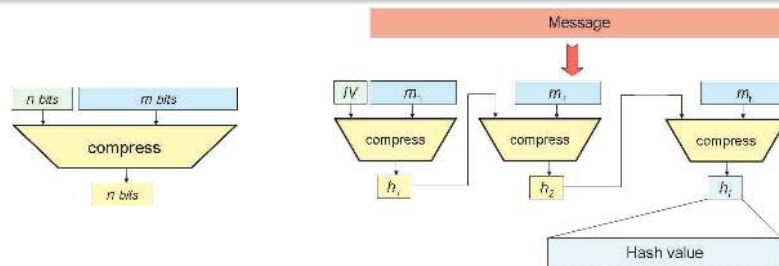 Message
n bits
m bits
compress
n bits
IV
m₁
m₂
mₜ
compress
compress
compress
h₁
h₂
hₜ
Hash value